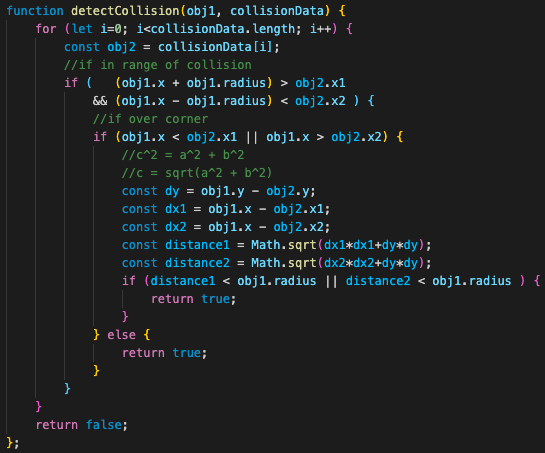 function detectCollision(obj1, collisionData) {
    for (let i=0; i<collisionData.length; i++) {
        const obj2 = collisionData[i];
        //if in range of collision
        if (   (obj1.x + obj1.radius) > obj2.x1
            && (obj1.x - obj1.radius) < obj2.x2 ) {
            //if over corner
            if (obj1.x < obj2.x1 || obj1.x > obj2.x2) {
                //c^2 = a^2 + b^2
                //c = sqrt(a^2 + b^2)
                const dy = obj1.y - obj2.y;
                const dx1 = obj1.x - obj2.x1;
                const dx2 = obj1.x - obj2.x2;
                const distance1 = Math.sqrt(dx1*dx1+dy*dy);
                const distance2 = Math.sqrt(dx2*dx2+dy*dy);
                if (distance1 < obj1.radius || distance2 < obj1.radius ) {
                    return true;
                }
            } else {
                return true;
            }
        }
    }
    return false;
};